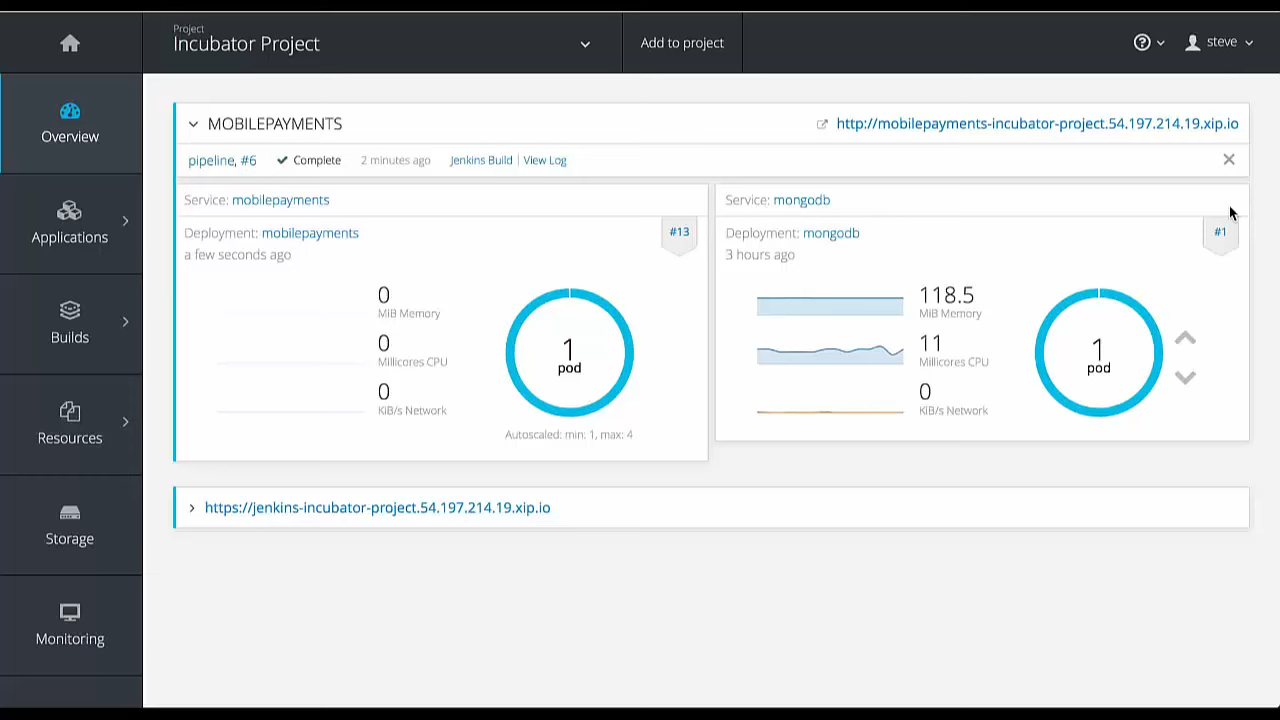 Project
Incubator Project
Add to project
steve
Overview
Applications
Builds
Resources
Storage
Monitoring
MOBILEPAYMENTS
http://mobilepayments-incubator-project.54.197.214.19.xip.io
pipeline, #6 Complete 2 minutes ago Jenkins Build | View Log
Service: mobilepayments
Deployment: mobilepayments
#13
a few seconds ago
0
MiB Memory
0
Millicores CPU
0
KiB/s Network
1
pod
Autoscaled: min: 1, max: 4
Service: mongodb
Deployment: mongodb
#1
3 hours ago
118.5
MiB Memory
11
Millicores CPU
0
KiB/s Network
1
pod
https://jenkins-incubator-project.54.197.214.19.xip.io